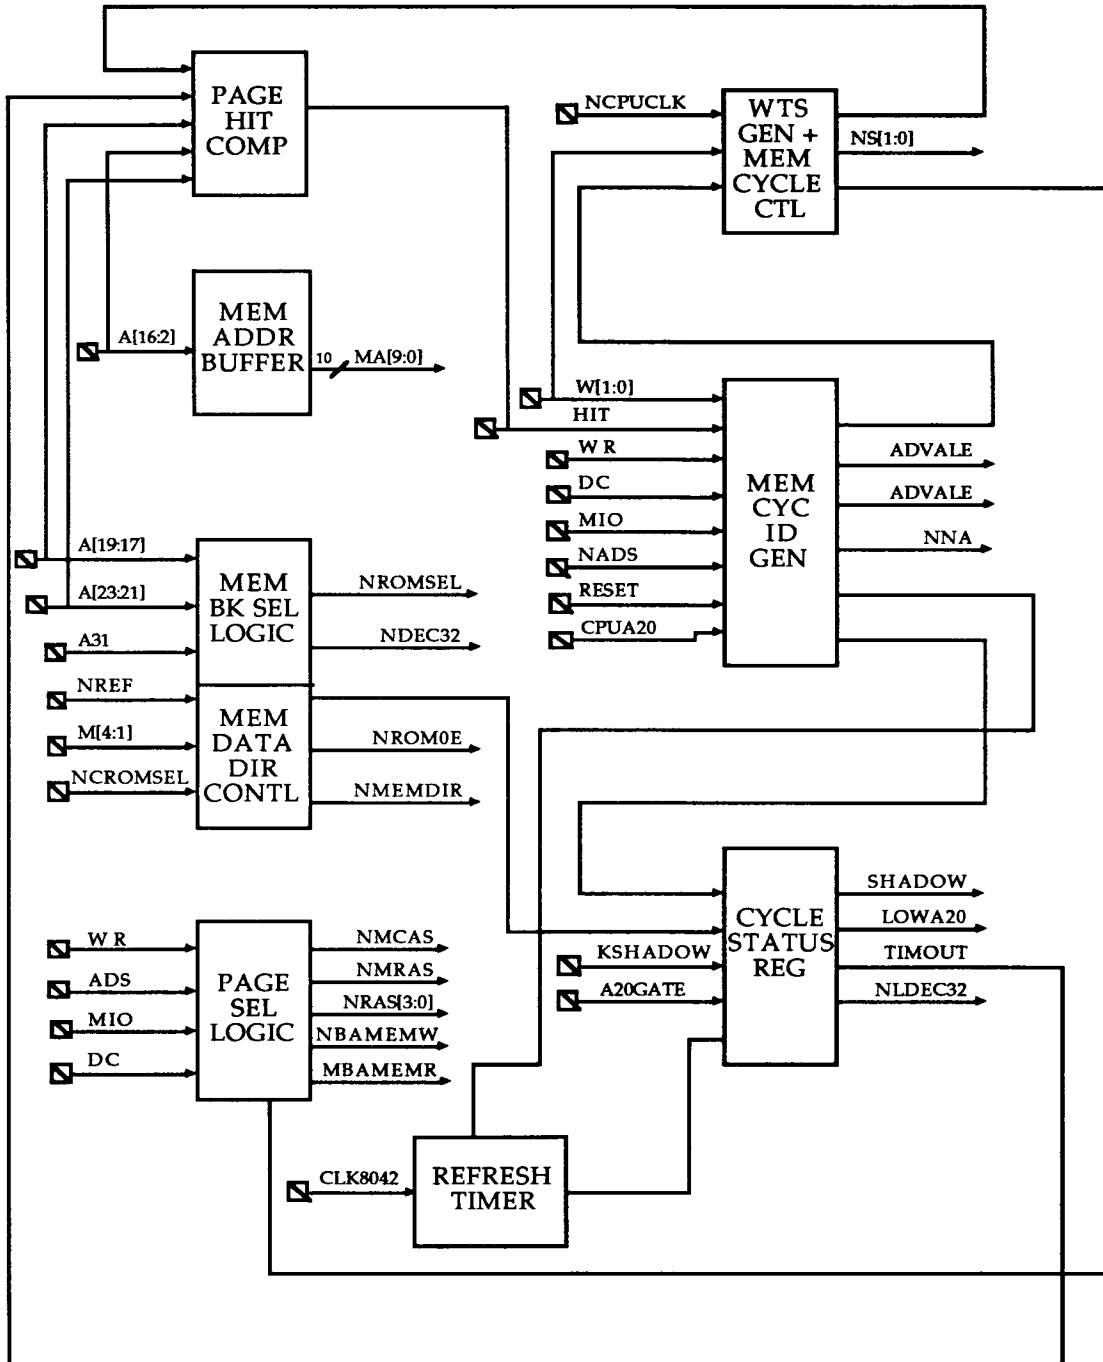 PAGE
HIT
COMP
NCPUCLK
WTS
GEN +
MEM
CYCLE
CTL
NS[1:0]
MEM
ADDR
BUFFER
A[16:2]
10
MA[9:0]
W[1:0]
HIT
WR
DC
MIO
NADS
RESET
CPUA20
MEM
CYC
ID
GEN
ADVALE
ADVALE
NNA
A[19:17]
A[23:21]
A31
NREF
M[4:1]
NCROMSEL
MEM
BK SEL
LOGIC
NROMSEL
NDEC32
MEM
DATA
DIR
CONTL
NROM0E
NMEMDIR
WR
ADS
MIO
DC
PAGE
SEL
LOGIC
NMCAS
NMRAS
NRAS[3:0]
NBAMEMW
MBAMEMR
KSHADOW
A20GATE
CYCLE
STATUS
REG
SHADOW
LOWA20
TIMOUT
NLDEC32
CLK8042
REFRESH
TIMER